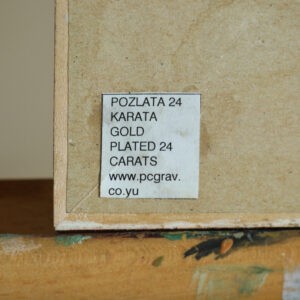 POZLATA 24
KARATA
GOLD
PLATED 24
CARATS
www.pcgrav.
co.yu